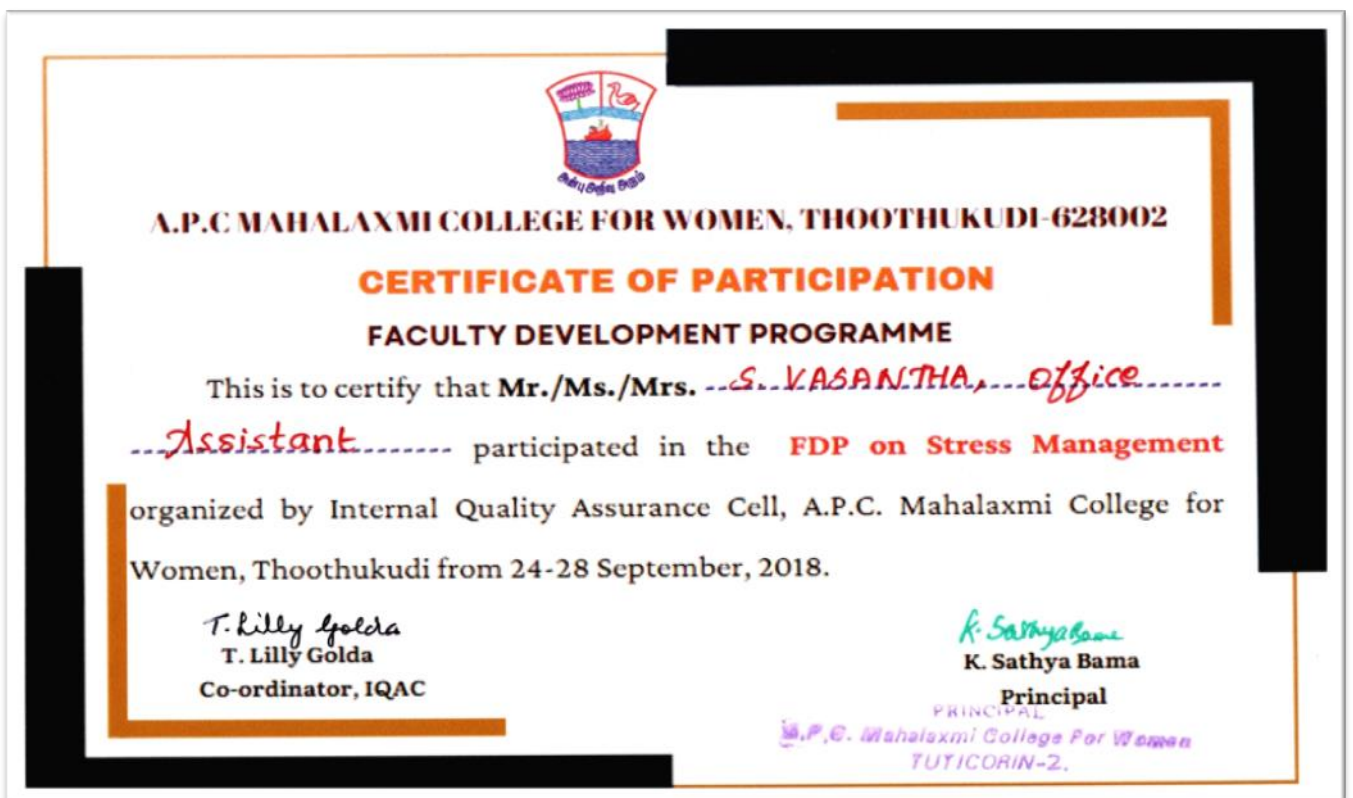 அன்பு அறிவு அறம்
A.P.C MAHALAXMI COLLEGE FOR WOMEN, THOOTHUKUDI-628002
CERTIFICATE OF PARTICIPATION
FACULTY DEVELOPMENT PROGRAMME
This is to certify that Mr./Ms./Mrs. S. VASANTHA, Office
Assistant participated in the FDP on Stress Management
organized by Internal Quality Assurance Cell, A.P.C. Mahalaxmi College for
Women, Thoothukudi from 24-28 September, 2018.
T. Lilly Golda
T. Lilly Golda
Co-ordinator, IQAC
K. Sathya Bama
K. Sathya Bama
Principal
PRINCIPAL
A.P.C. Mahalaxmi College For Women
TUTICORIN-2.